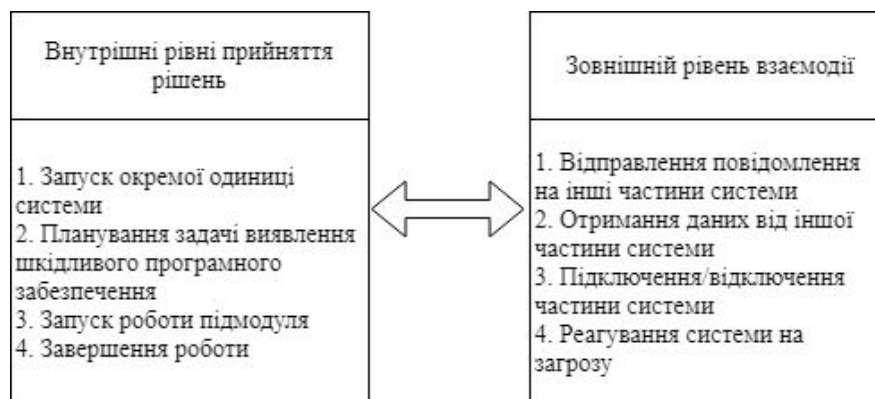 Внутрішні рівні прийняття
рішень
1. Запуск окремої одиниці
системи
2. Планування задачі виявлення
шкідливого програмного
забезпечення
3. Запуск роботи підмодуля
4. Завершення роботи
Зовнішній рівень взаємодії
1. Відправлення повідомлення
на інші частини системи
2. Отримання даних від іншої
частини системи
3. Підключення/відключення
частини системи
4. Реагування системи на
загрозу